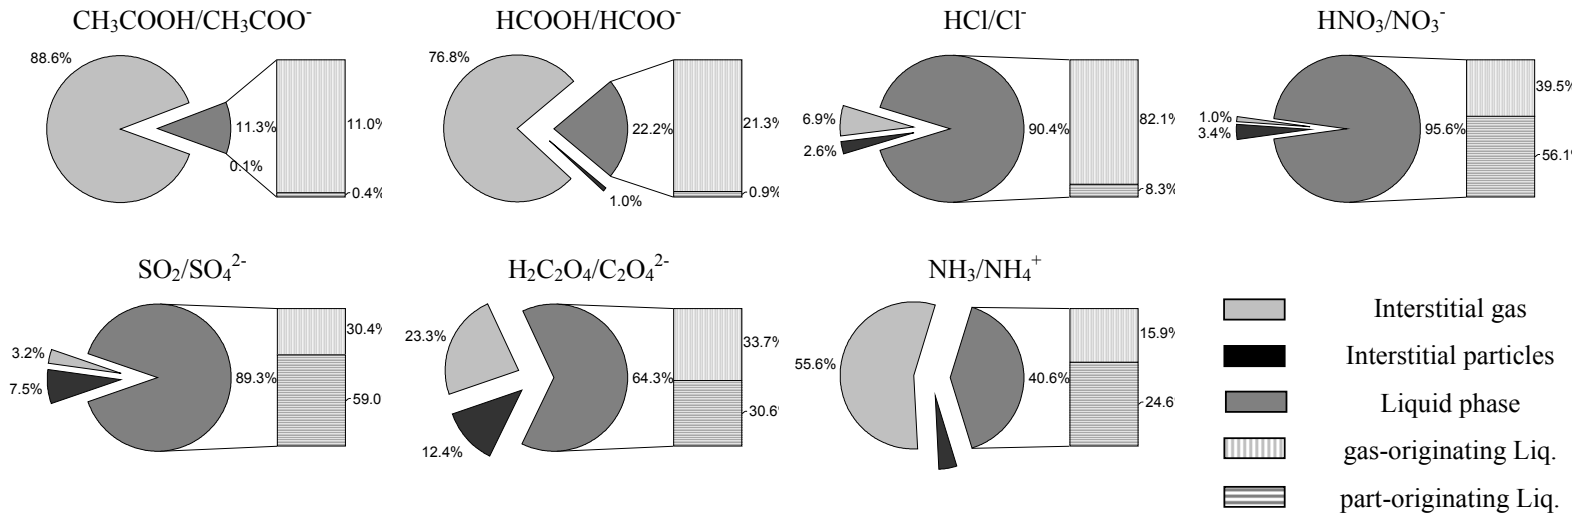 CH₃COOH/CH₃COO⁻
88.6%
11.3%
0.1%
11.0%
0.4%
HCOOH/HCOO⁻
76.8%
22.2%
1.0%
21.3%
0.9%
HCl/Cl⁻
6.9%
2.6%
90.4%
82.1%
8.3%
HNO₃/NO₃⁻
1.0%
3.4%
95.6%
39.5%
56.1%
SO₂/SO₄²⁻
3.2%
7.5%
89.3%
30.4%
59.0
H₂C₂O₄/C₂O₄²⁻
23.3%
12.4%
64.3%
33.7%
30.6%
NH₃/NH₄⁺
55.6%
40.6%
15.9%
24.6
Interstitial gas
Interstitial particles
Liquid phase
gas-originating Liq.
part-originating Liq.